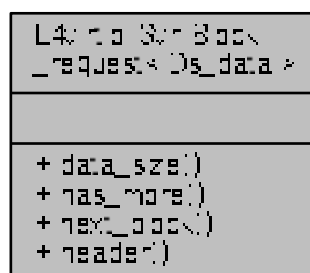 L4virtio::Svr::Block
_request< Ds_data >
+ data_size()
+ has_more()
+ next_block()
+ header()